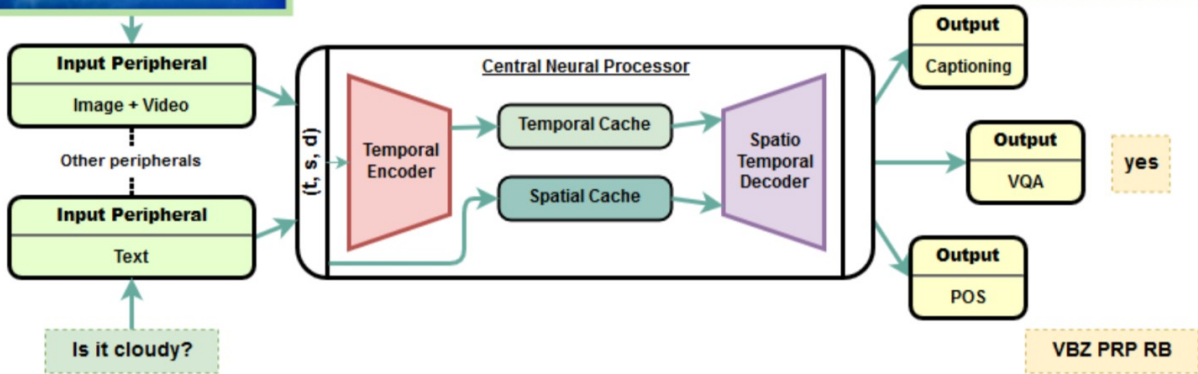 Input Peripheral
Image + Video
Other peripherals
Input Peripheral
Text
Is it cloudy?
(t, s, d)
Central Neural Processor
Temporal
Encoder
Temporal Cache
Spatial Cache
Spatio
Temporal
Decoder
Output
Captioning
Output
VQA
yes
Output
POS
VBZ PRP RB